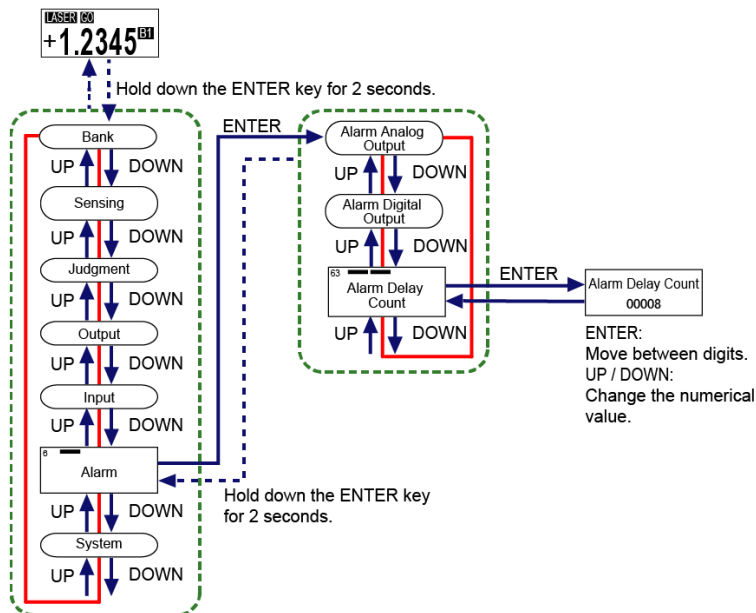 LASER GO
+1.2345 B1
Hold down the ENTER key for 2 seconds.
Bank
UP DOWN
Sensing
UP DOWN
Judgment
UP DOWN
Output
UP DOWN
Input
UP DOWN
6
Alarm
UP DOWN
System
UP DOWN
ENTER
Alarm Analog
Output
UP DOWN
Alarm Digital
Output
UP DOWN
63
Alarm Delay
Count
UP DOWN
ENTER
Alarm Delay Count
00008
ENTER:
Move between digits.
UP / DOWN:
Change the numerical
value.
Hold down the ENTER key
for 2 seconds.